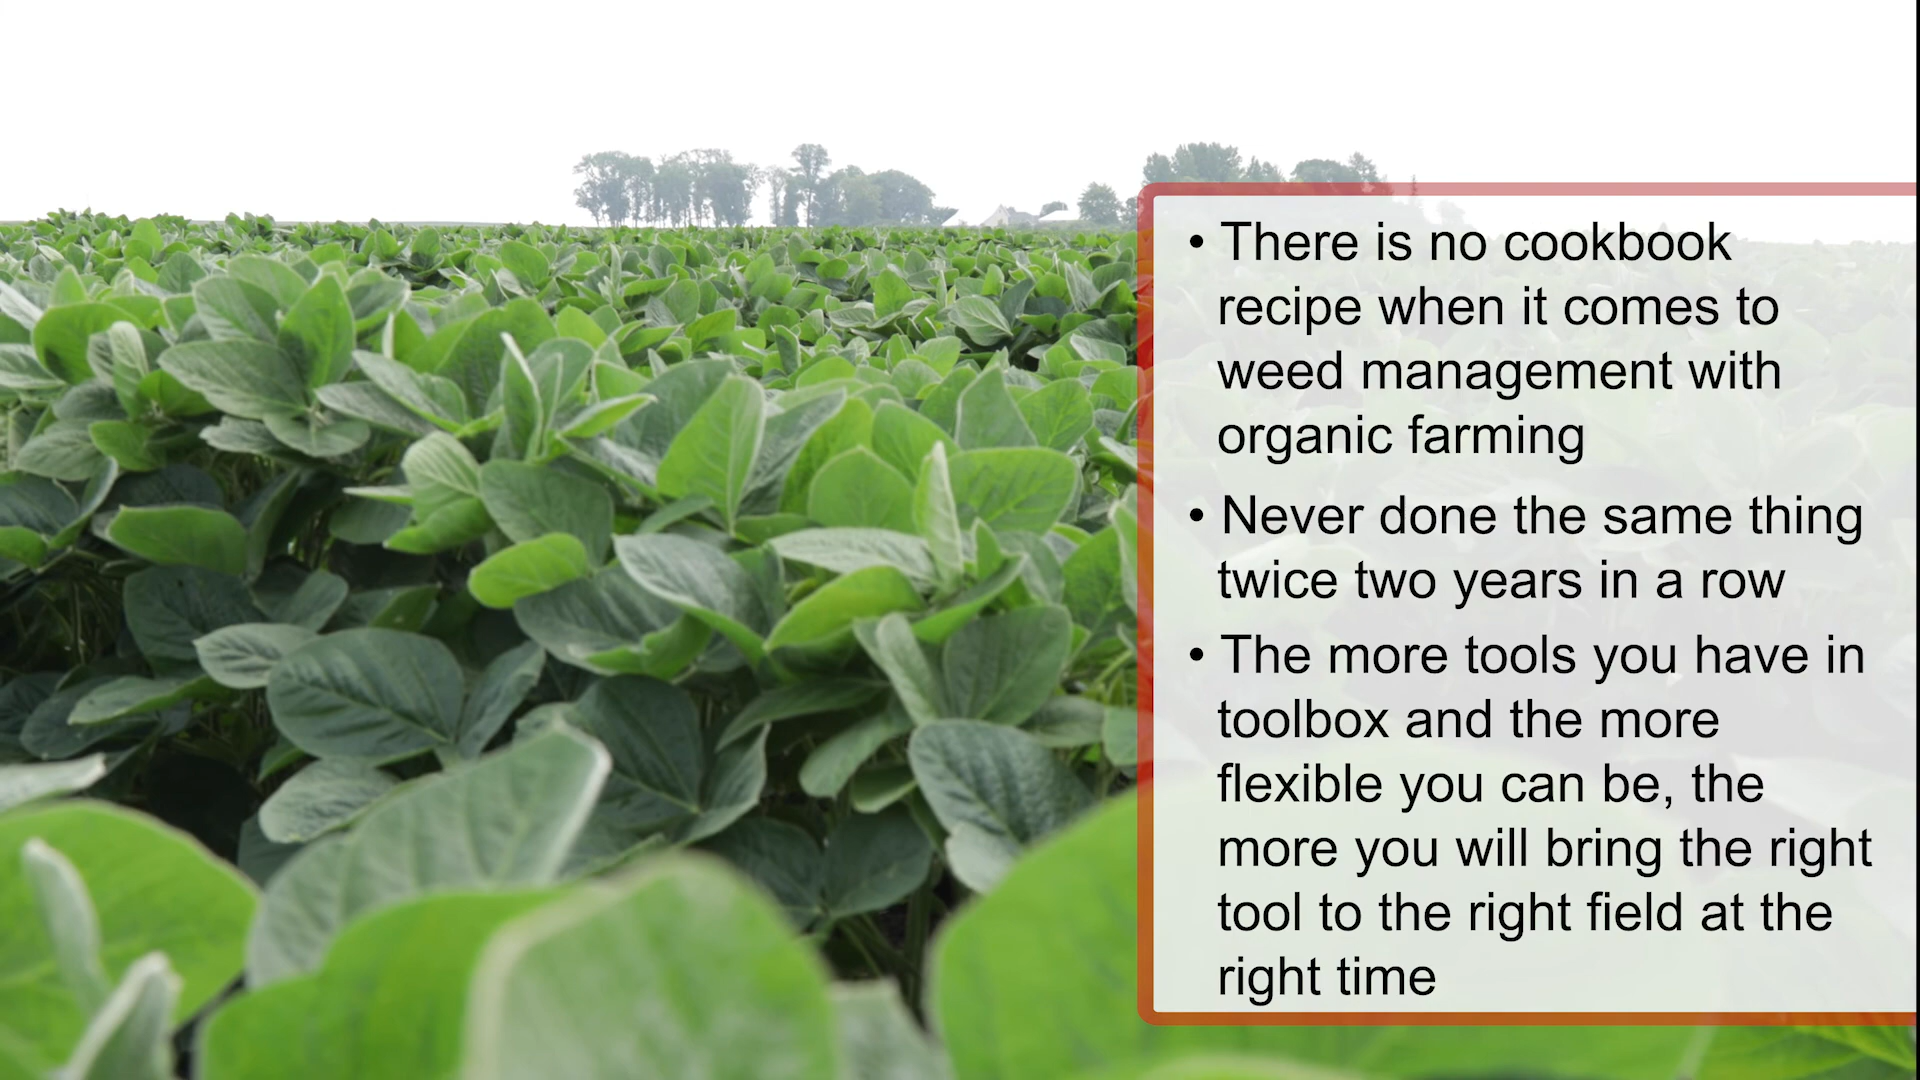 • There is no cookbook
recipe when it comes to
weed management with
organic farming
• Never done the same thing
twice two years in a row
• The more tools you have in
toolbox and the more
flexible you can be, the
more you will bring the right
tool to the right field at the
right time